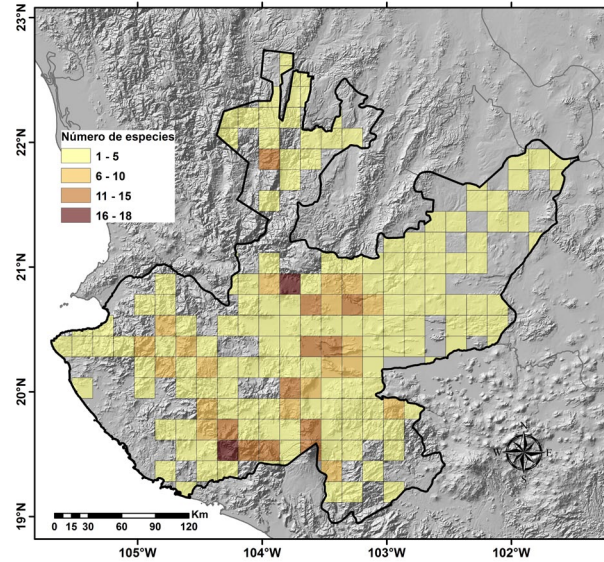 23°N
22°N
21°N
20°N
19°N
Número de especies
1 - 5
6 - 10
11 - 15
16 - 18
N
W E
S
Km
0 15 30 60 90 120
105°W 104°W 103°W 102°W